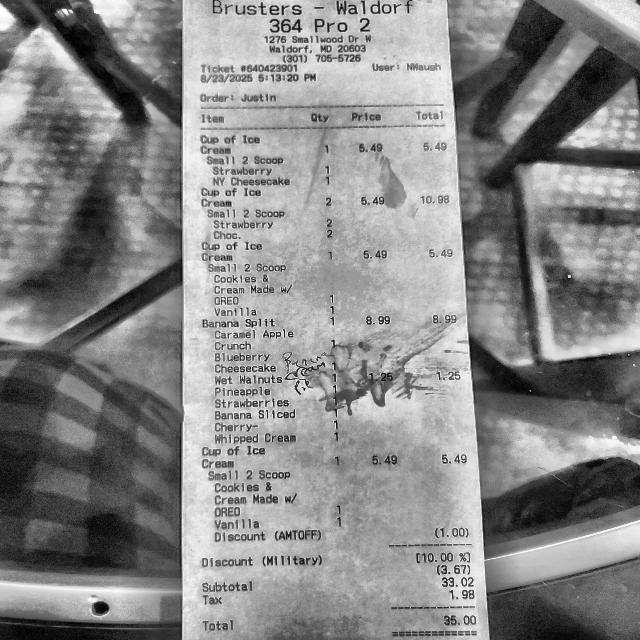 Brusters - Waldorf
364 Pro 2
1276 Smallwood Dr W
Waldorf, MD 20603
(301) 705-5726
Ticket #640423901 User: NWaugh
8/23/2025 5:13:20 PM
Order: Justin
Item Qty Price Total
Cup of Ice
Cream 1 5.49 5.49
Small 2 Scoop
Strawberry 1
NY Cheesecake 1
Cup of Ice
Cream 2 5.49 10.98
Small 2 Scoop
Strawberry 2
Choc. 2
Cup of Ice
Cream 1 5.49 5.49
Small 2 Scoop
Cookies &
Cream Made w/
OREO 1
Vanilla 1
Banana Split 1 8.99 8.99
Caramel Apple
Crunch 1
Blueberry
Cheesecake 1
Wet Walnuts 1 1.25 1.25
Pineapple 1
Strawberries 1
Banana Sliced 1
Cherry- 1
Whipped Cream 1
Cup of Ice
Cream 1 5.49 5.49
Small 2 Scoop
Cookies &
Cream Made w/
OREO 1
Vanilla 1
Discount (AMTOFF) (1.00)
Discount (Military) [10.00 %]
(3.67)
Subtotal 33.02
Tax 1.98
Total 35.00